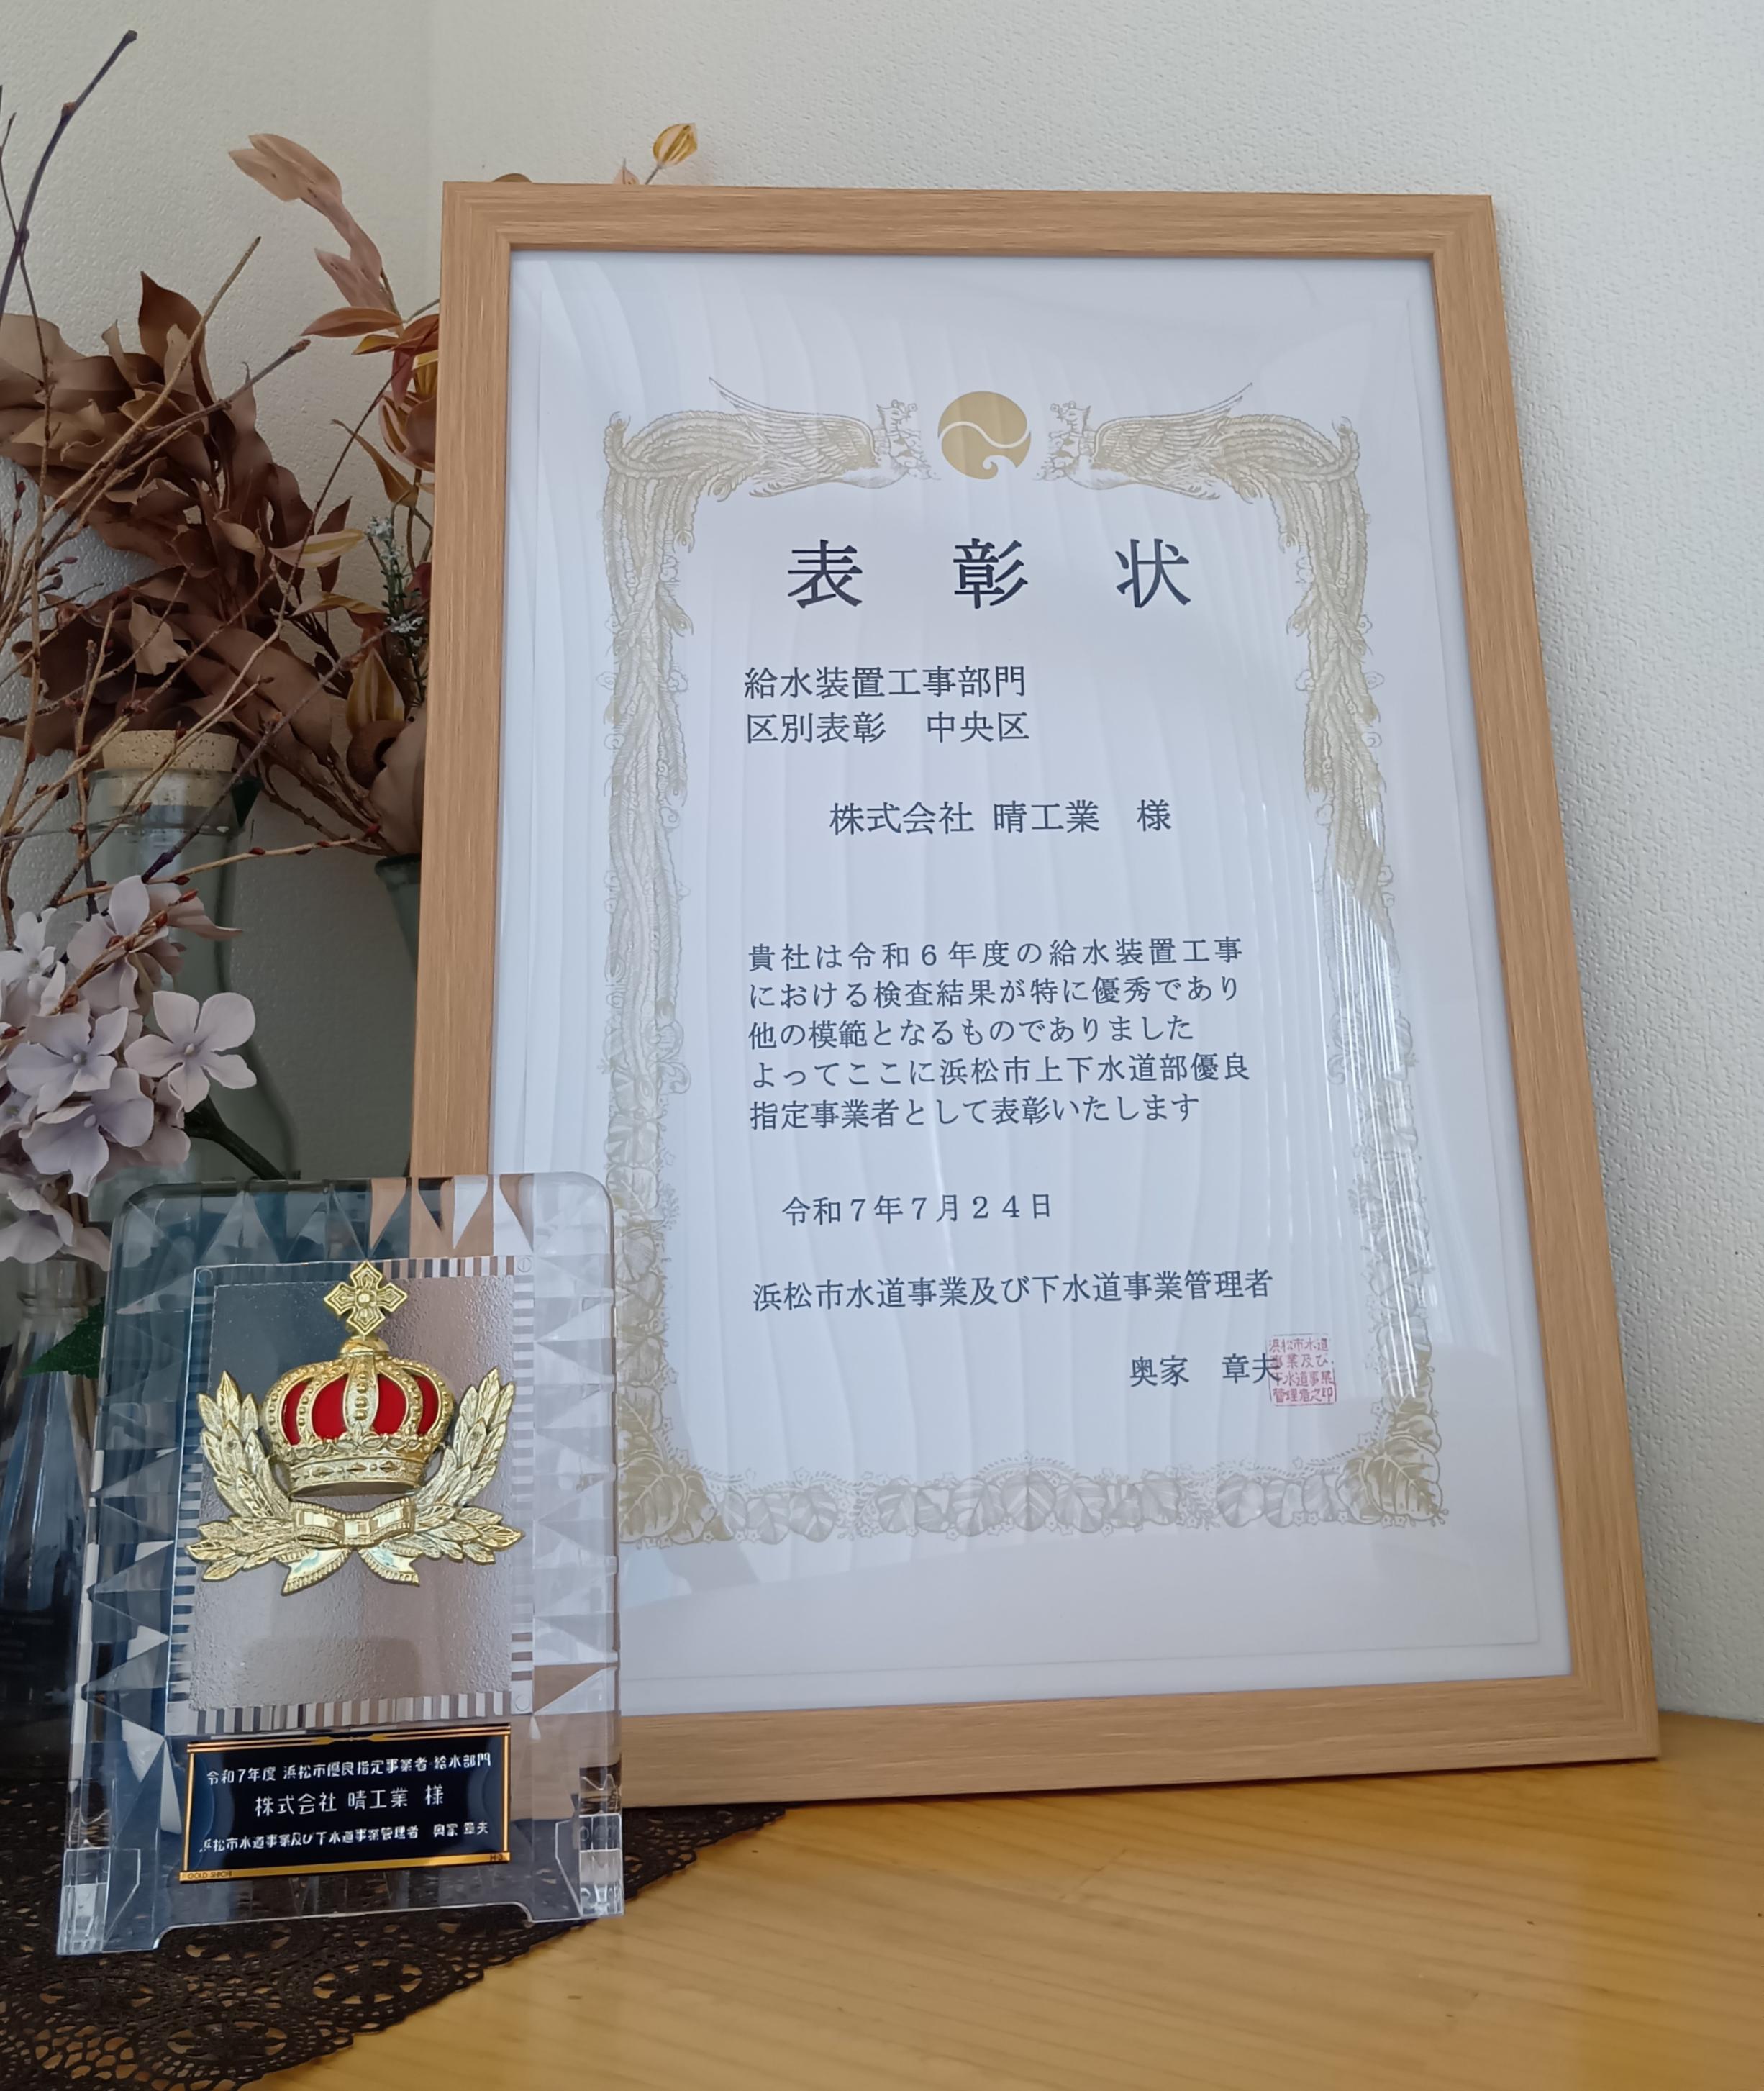 表 彰 状
給水装置工事部門
区別表彰　中央区
株式会社 晴工業　様
貴社は令和６年度の給水装置工事
における検査結果が特に優秀であり
他の模範となるものでありました
よってここに浜松市上下水道部優良
指定事業者として表彰いたします
令和７年７月２４日
浜松市水道事業及び下水道事業管理者
奥家　章夫
浜松市水道
事業及び
下水道事業
管理者之印
令和7年度 浜松市優良指定事業者 給水部門
株式会社 晴工業 様
浜松市水道事業及び下水道事業管理者　奥家 章夫